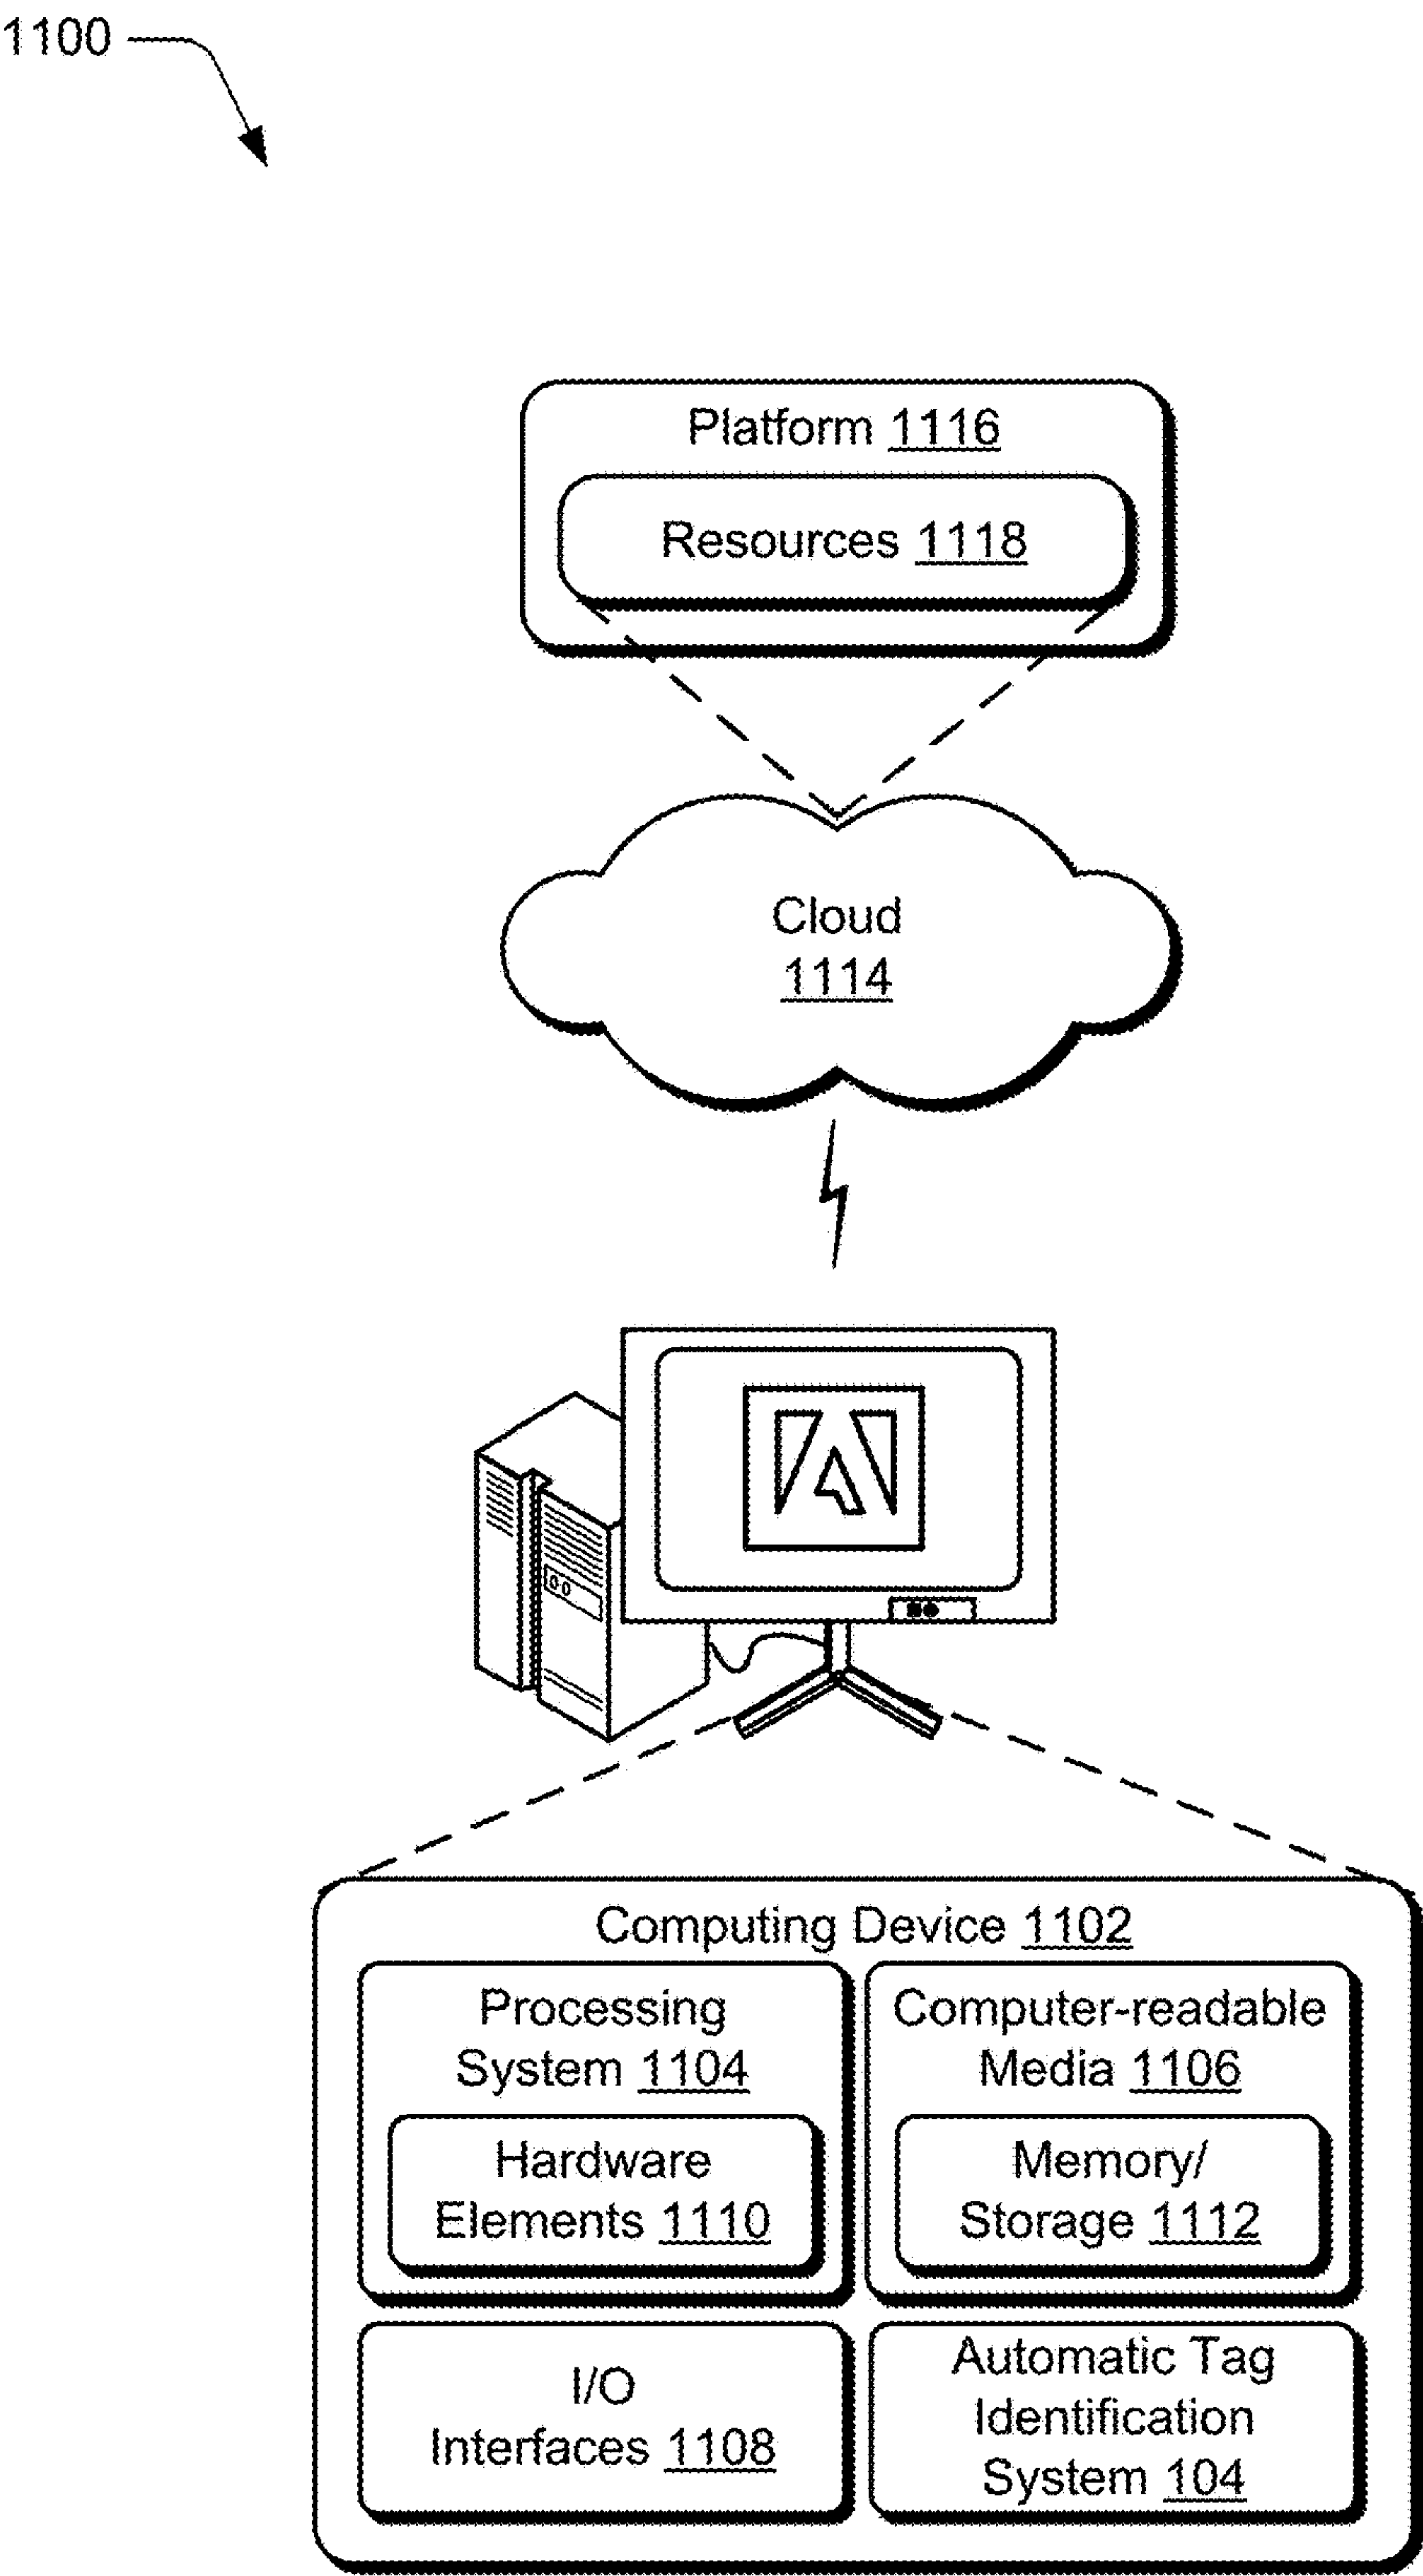 1100
Platform 1116
Resources 1118
Cloud
1114
Computing Device 1102
Processing
System 1104
Hardware
Elements 1110
Computer-readable
Media 1106
Memory/
Storage 1112
I/O
Interfaces 1108
Automatic Tag
Identification
System 104